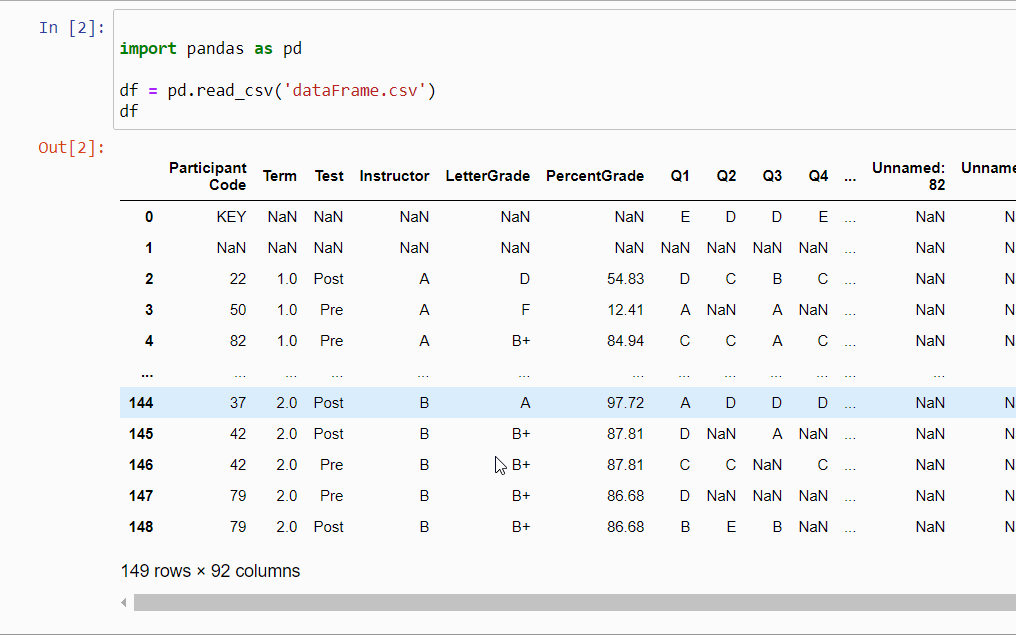 In [2]:
import pandas as pd
df = pd.read_csv('dataFrame.csv')
df
Out[2]:
Participant Code Term Test Instructor LetterGrade PercentGrade Q1 Q2 Q3 Q4 ... Unnamed: 82 Unname
0 KEY NaN NaN NaN NaN NaN E D D E ... NaN N
1 NaN NaN NaN NaN NaN NaN NaN NaN NaN NaN ... NaN N
2 22 1.0 Post A D 54.83 D C B C ... NaN N
3 50 1.0 Pre A F 12.41 A NaN A NaN ... NaN N
4 82 1.0 Pre A B+ 84.94 C C A C ... NaN N
... ... ... ... ... ... ... ... ... ... ... ... ...
144 37 2.0 Post B A 97.72 A D D D ... NaN N
145 42 2.0 Post B B+ 87.81 D NaN A NaN ... NaN N
146 42 2.0 Pre B B+ 87.81 C C NaN C ... NaN N
147 79 2.0 Pre B B+ 86.68 D NaN NaN NaN ... NaN N
148 79 2.0 Post B B+ 86.68 B E B NaN ... NaN N
149 rows × 92 columns